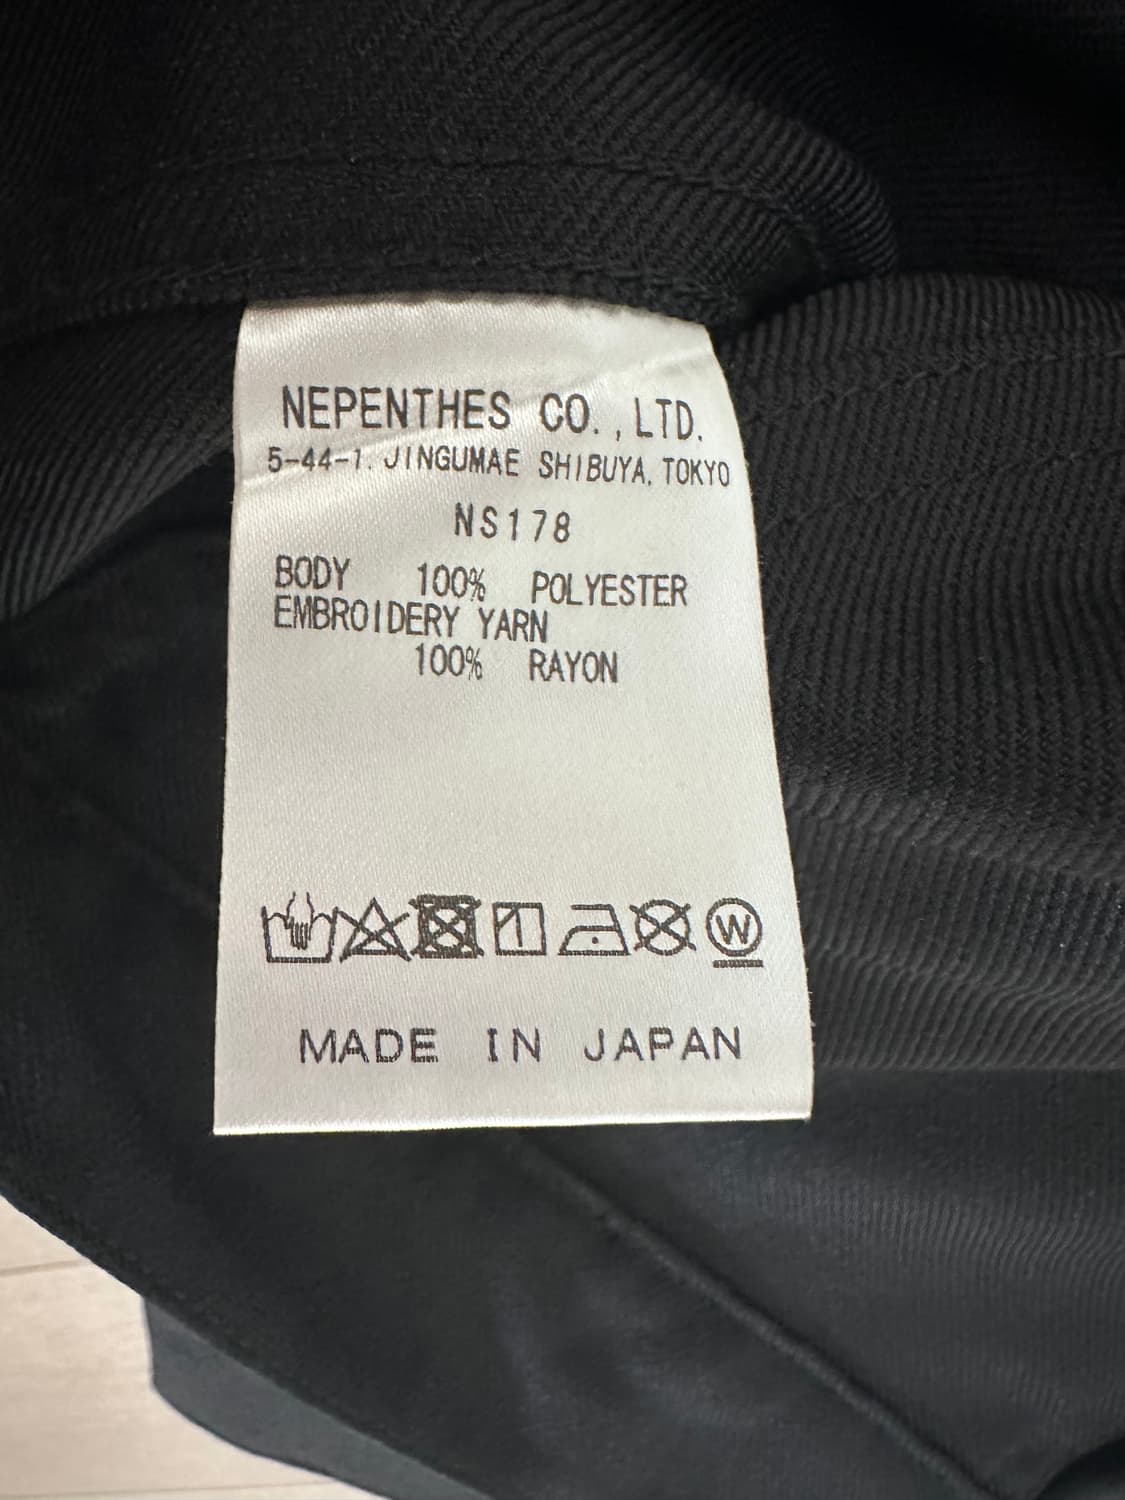 NEPENTHES CO.,LTD.
5-44-1. JINGUMAE SHIBUYA, TOKYO
NS178
BODY 100% POLYESTER
EMBROIDERY YARN
100% RAYON
W
MADE IN JAPAN